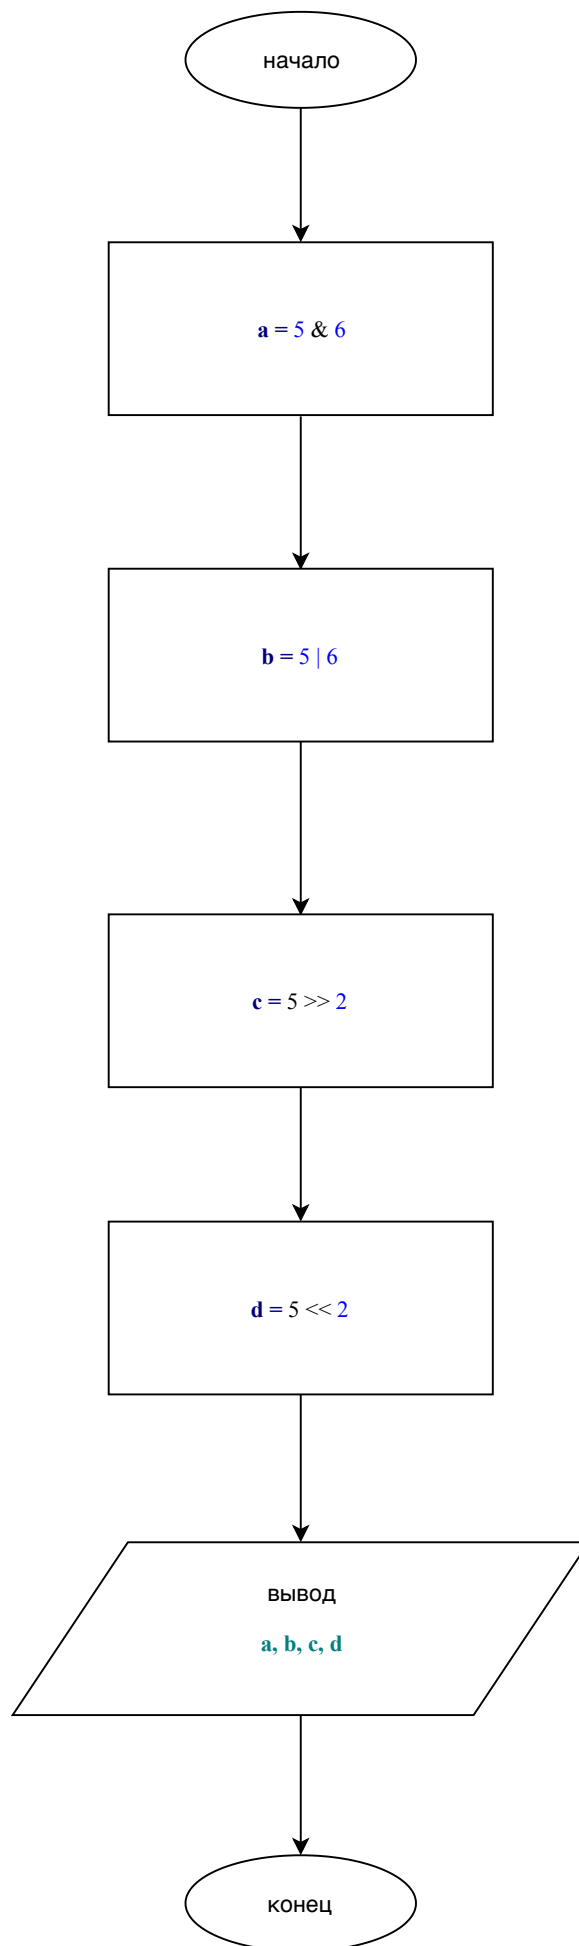 начало
a = 5 & 6
b = 5 | 6
c = 5 >> 2
d = 5 << 2
вывод
a, b, c, d
конец